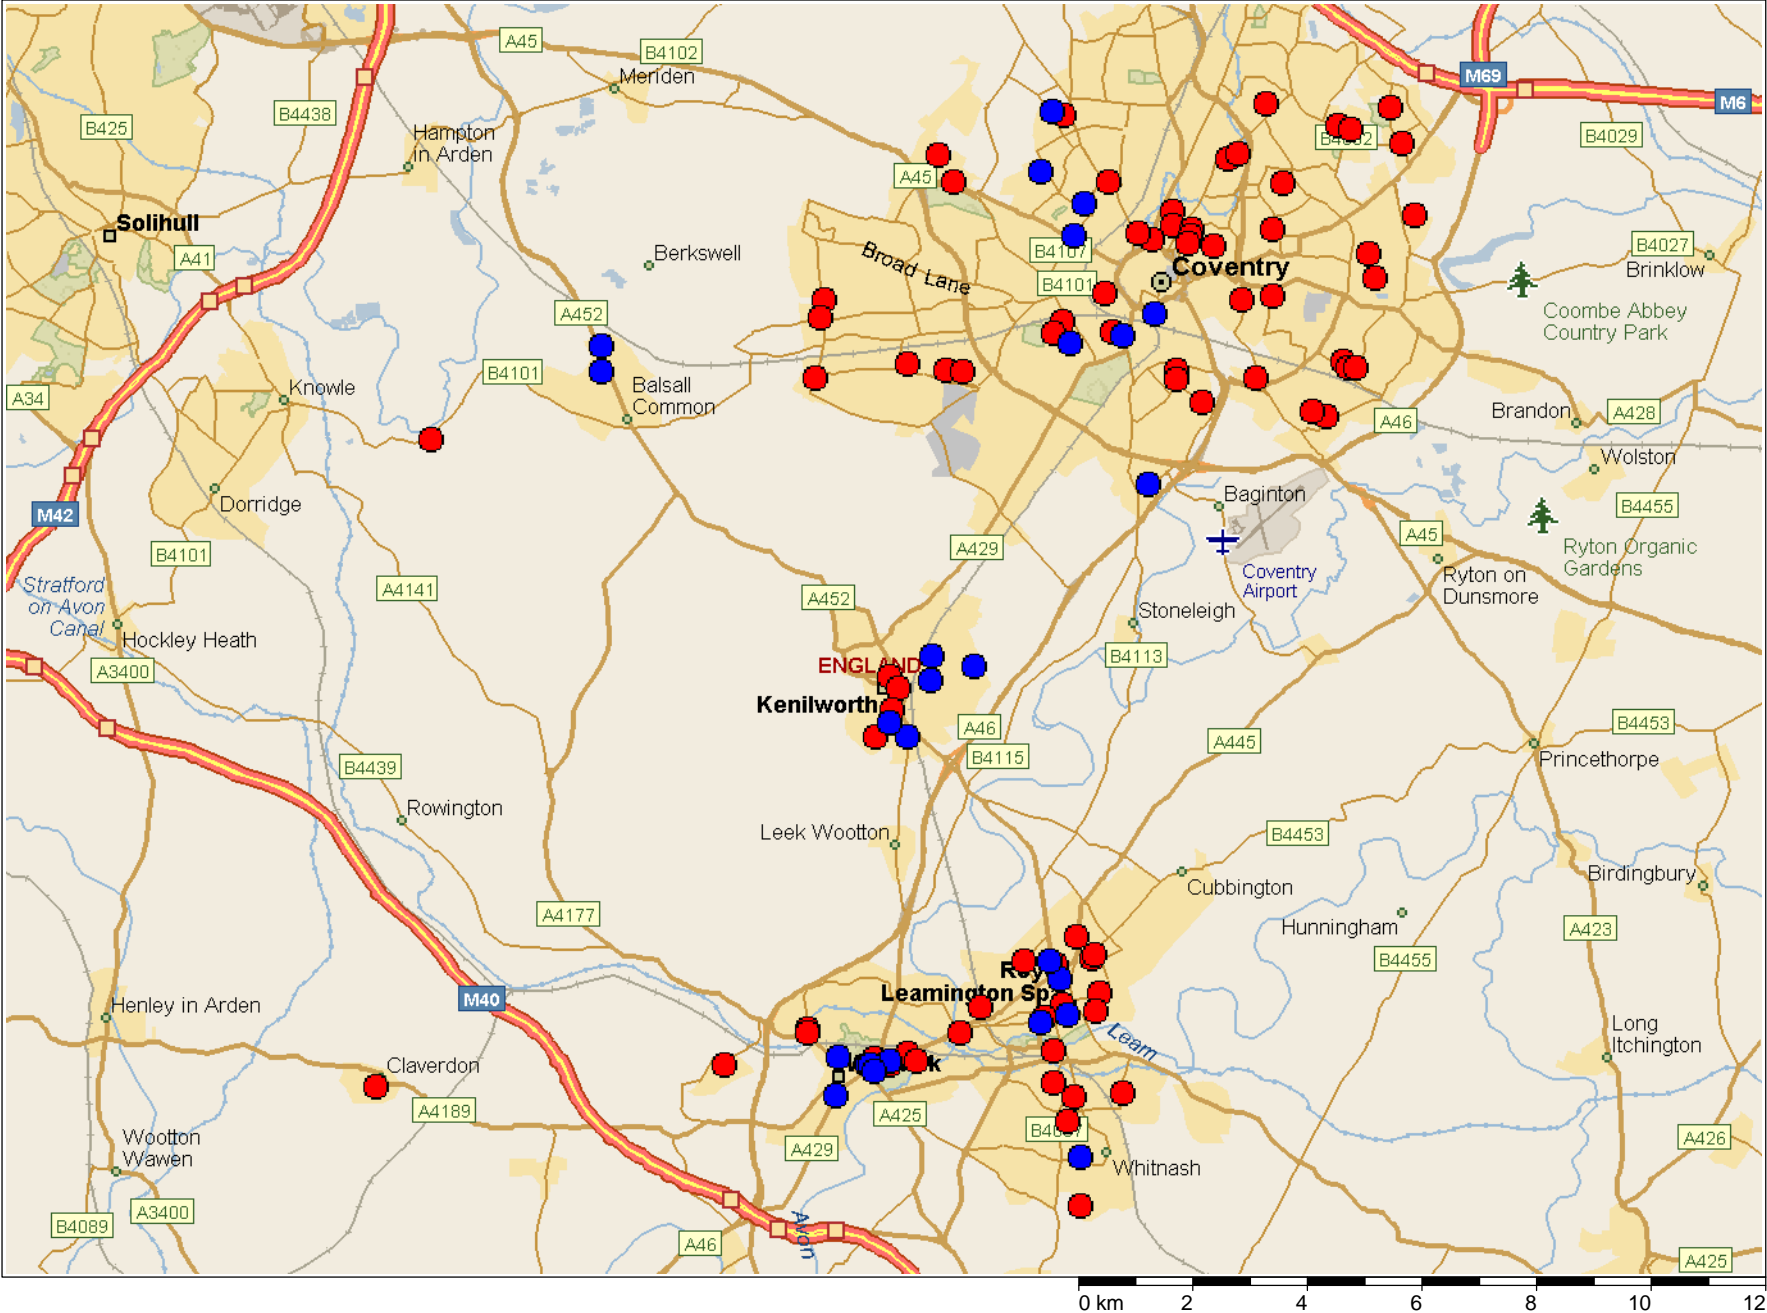 A45
B4102
Meriden
M69
M6
B425
B4438
Hampton
in Arden
B4029
A45
Solihull
A41
Berkswell
Broad Lane
B4107
Coventry
B4101
B4027
Brinklow
Coombe Abbey
Country Park
A452
B4101
Knowle
A34
Balsall
Common
Brandon
A428
A46
Wolston
B4455
Dorridge
M42
B4101
A429
Baginton
A45
Ryton Organic
Gardens
Coventry
Airport
Ryton on
Dunsmore
Stratford
on Avon
Canal
A4141
A452
Stoneleigh
Hockley Heath
A3400
ENGLAND
B4113
Kenilworth
A46
B4115
A445
B4453
Princethorpe
B4439
Rowington
Leek Wootton
B4453
Cubbington
Birdingbury
A4177
Hunningham
A423
B4455
Leamington Sp
M40
Henley in Arden
Leam
Long
Itchington
Claverdon
A4189
A425
A429
Whitnash
A426
Wootton
Wawen
A3400
B4089
Avon
A46
A425
0 km 2 4 6 8 10 12